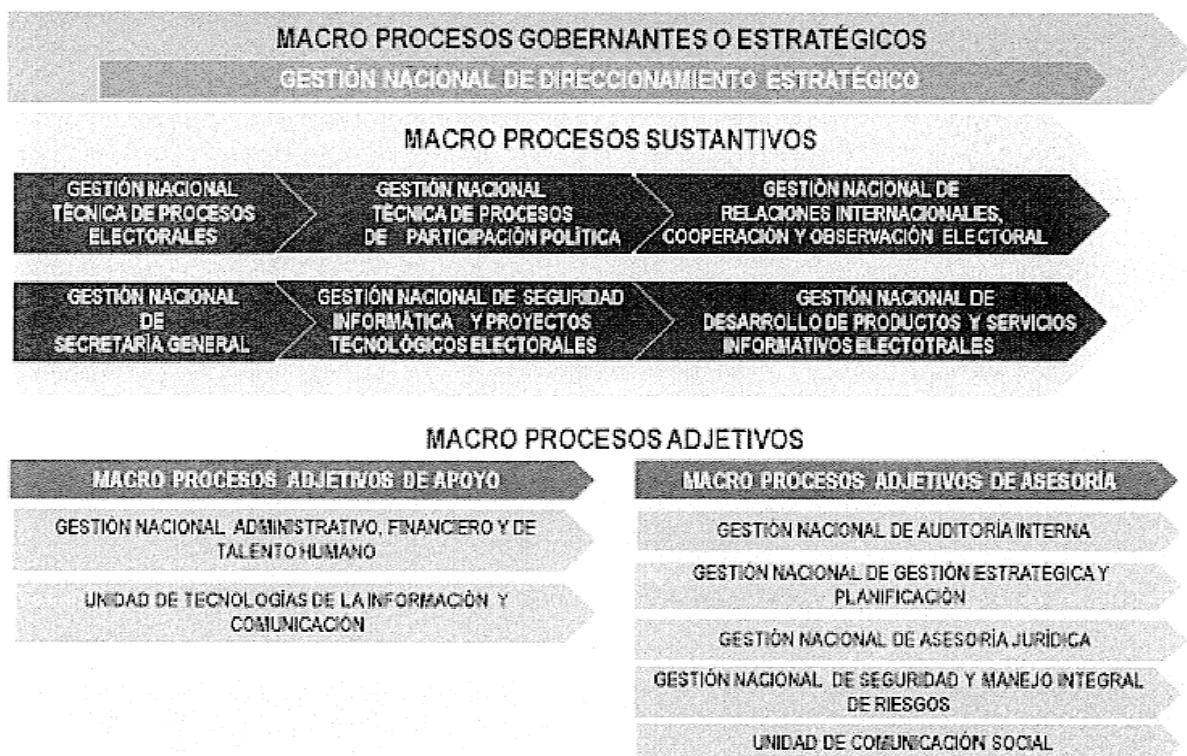 MACRO PROCESOS GOBERNANTES O ESTRATÉGICOS
GESTIÓN NACIONAL DE DIRECCIONAMIENTO ESTRATÉGICO
MACRO PROCESOS SUSTANTIVOS
GESTIÓN NACIONAL
TÉCNICA DE PROCESOS
ELECTORALES
GESTIÓN NACIONAL
TÉCNICA DE PROCESOS
DE PARTICIPACIÓN POLÍTICA
GESTIÓN NACIONAL DE
RELACIONES INTERNACIONALES,
COOPERACIÓN Y OBSERVACIÓN ELECTORAL
GESTIÓN NACIONAL
DE
SECRETARÍA GENERAL
GESTIÓN NACIONAL DE SEGURIDAD
INFORMÁTICA Y PROYECTOS
TECNOLÓGICOS ELECTORALES
GESTIÓN NACIONAL DE
DESARROLLO DE PRODUCTOS Y SERVICIOS
INFORMATIVOS ELECTOTRALES
MACRO PROCESOS ADJETIVOS
MACRO PROCESOS ADJETIVOS DE APOYO
GESTIÓN NACIONAL ADMINISTRATIVO, FINANCIERO Y DE
TALENTO HUMANO
UNIDAD DE TECNOLOGÍAS DE LA INFORMACIÓN Y
COMUNICACIÓN
MACRO PROCESOS ADJETIVOS DE ASESORÍA
GESTIÓN NACIONAL DE AUDITORÍA INTERNA
GESTIÓN NACIONAL DE GESTIÓN ESTRATÉGICA Y
PLANIFICACIÓN
GESTIÓN NACIONAL DE ASESORÍA JURÍDICA
GESTIÓN NACIONAL DE SEGURIDAD Y MANEJO INTEGRAL
DE RIESGOS
UNIDAD DE COMUNICACIÓN SOCIAL